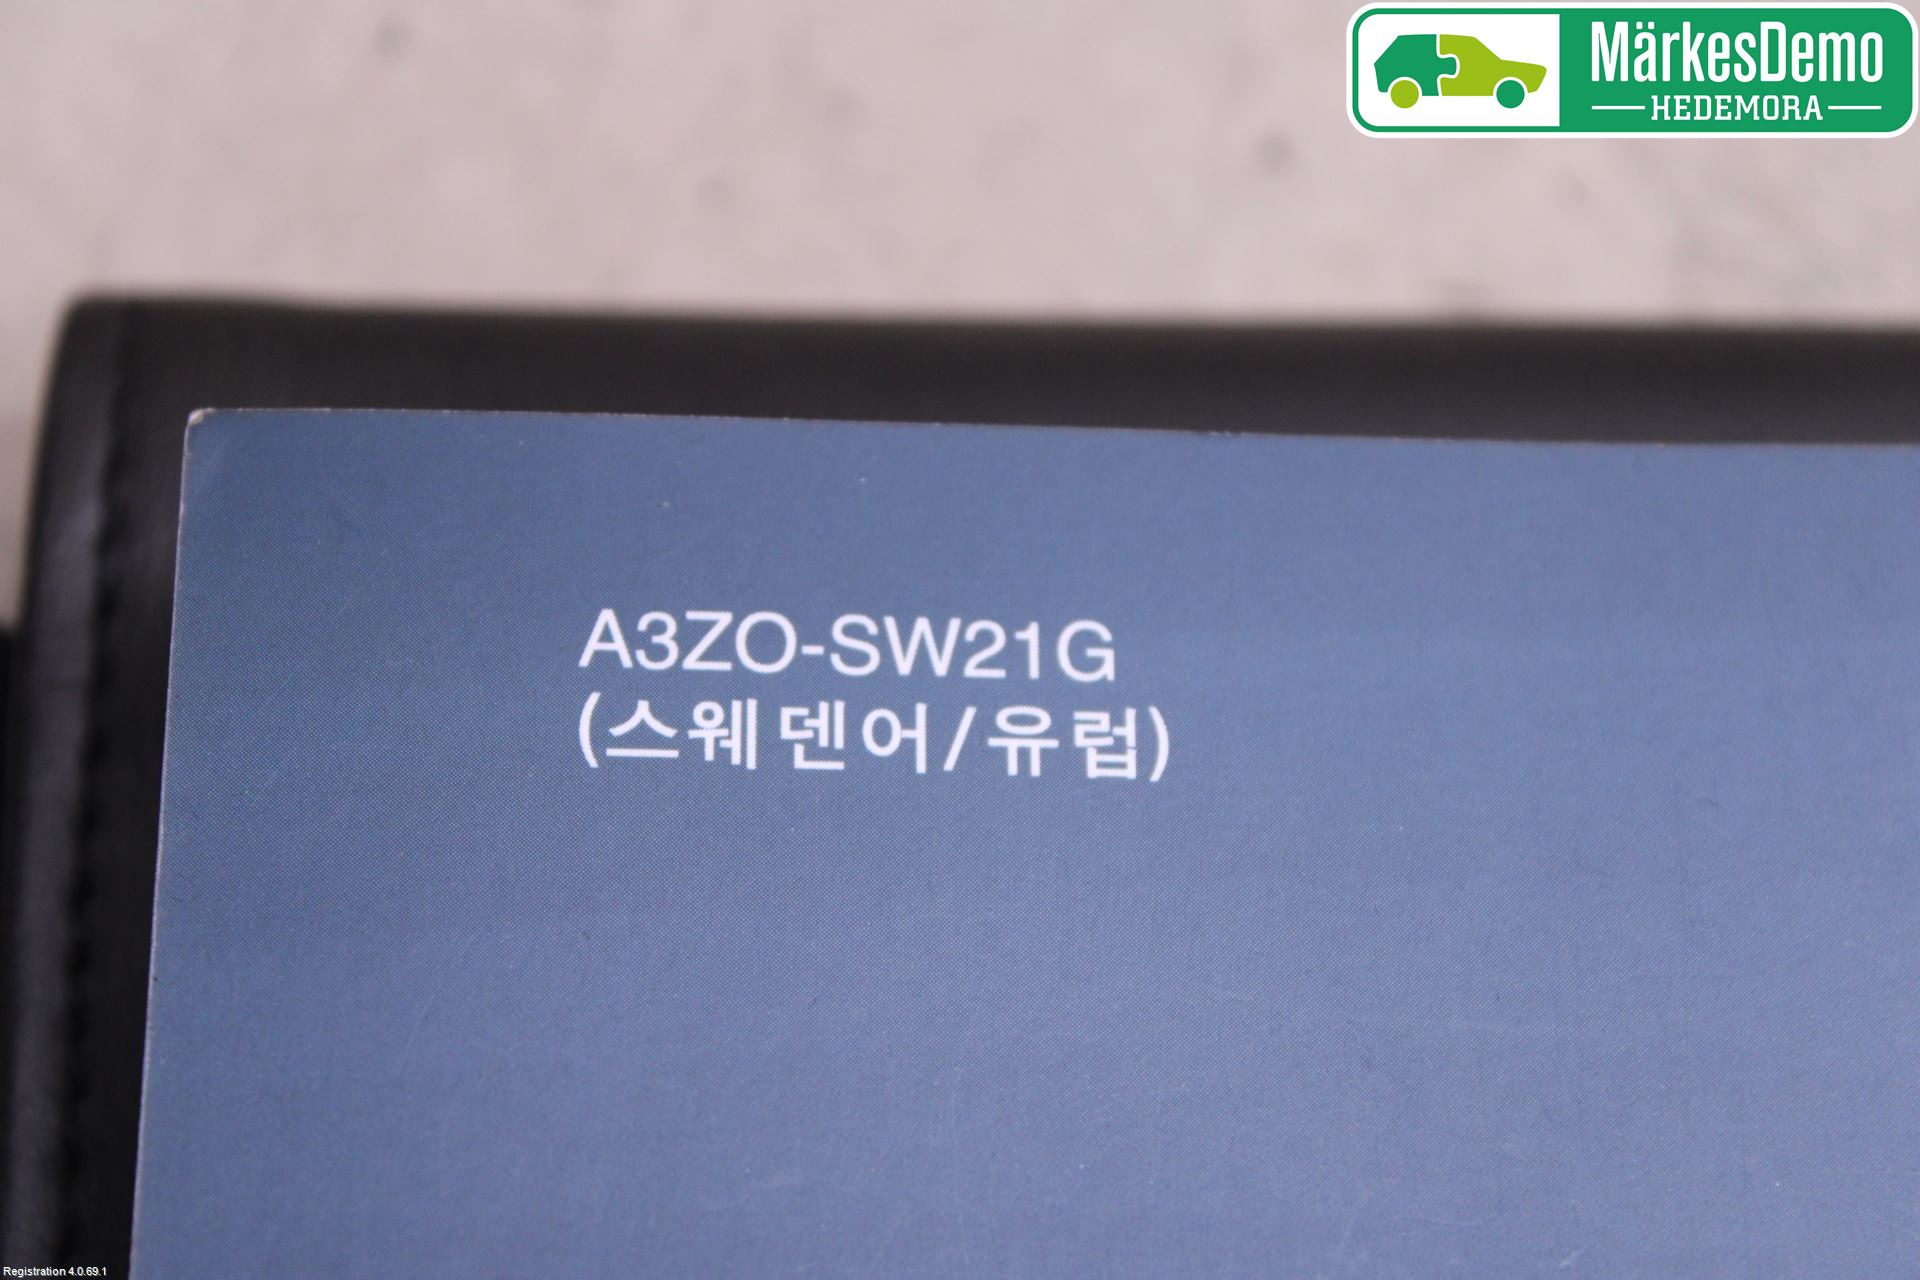 MärkesDemo
HEDEMORA
A3ZO-SW21G
(스웨덴어/유럽)
Registration 4.0.69.1